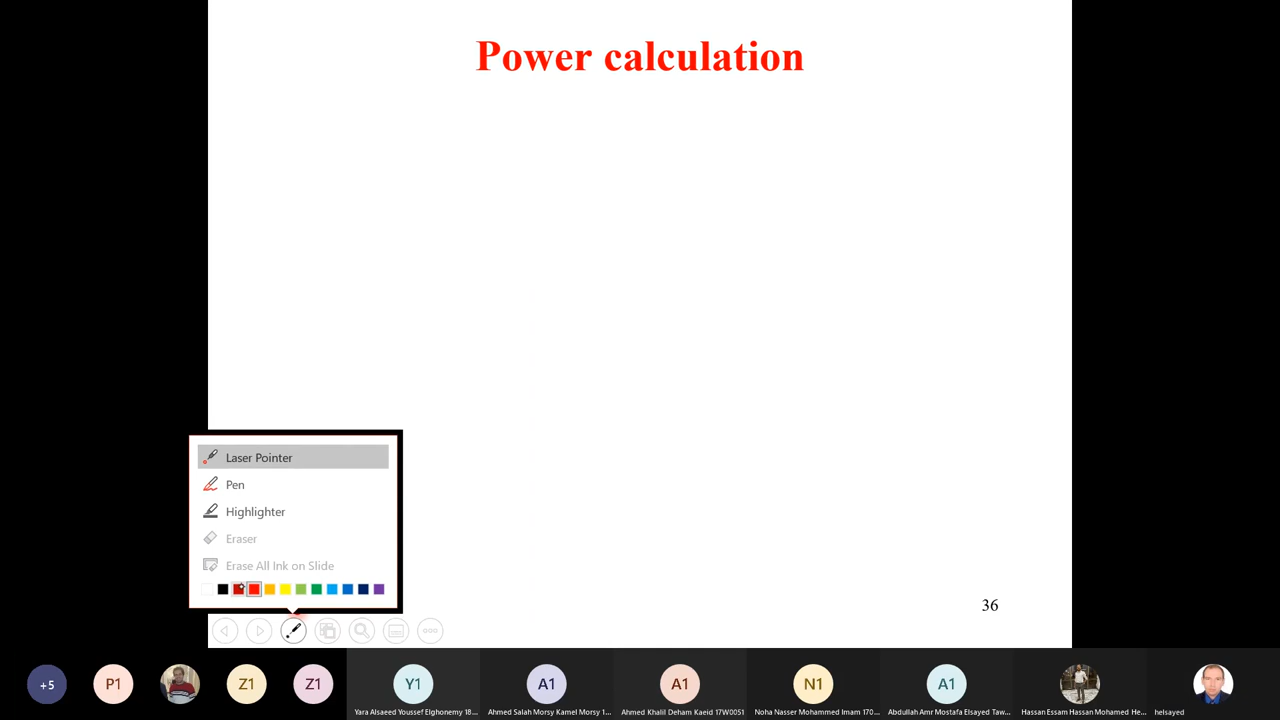 Power calculation
Laser Pointer
Pen
Highlighter
Eraser
Erase All Ink on Slide
36
+5
P1
Z1
Z1
Y1
A1
A1
N1
A1
Yara Alsaeed Youssef Elghonemy 18...
Ahmed Salah Morsy Kamel Morsy 1...
Ahmed Khalil Deham Kaeid 17W0051
Noha Nasser Mohammed Imam 170...
Abdullah Amr Mostafa Elsayed Taw...
Hassan Essam Hassan Mohamed He...
helsayed